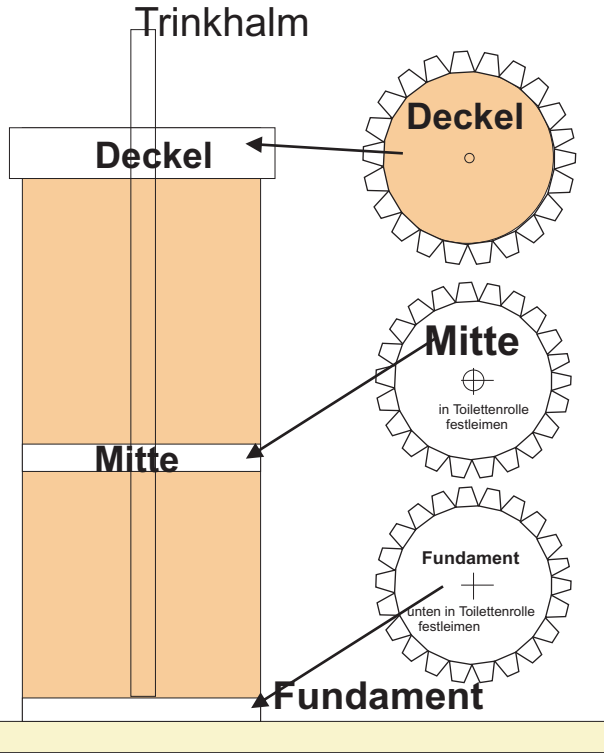 Trinkhalm
Deckel
Deckel
Mitte
in Toilettenrolle
festleimen
Mitte
Fundament
unten in Toilettenrolle
festleimen
Fundament